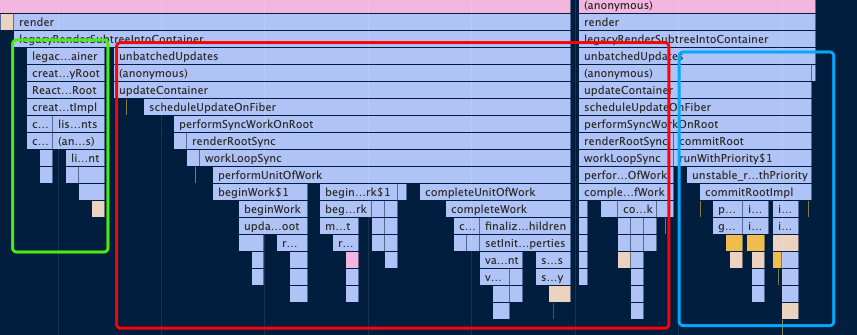 (anonymous)
render render
legacyRenderSubtreeIntoContainer legacyRenderSubtreeIntoContainer
legac…ainer unbatchedUpdates unbatchedUpdates
creat…yRoot (anonymous) (anonymous)
React…Root updateContainer updateContainer
creat…tImpl scheduleUpdateOnFiber scheduleUpdateOnFiber
c… lis…nts performSyncWorkOnRoot performSyncWorkOnRoot
c… (an…s) renderRootSync renderRootSync commitRoot
li…nt workLoopSync workLoopSync runWithPriority$1
performUnitOfWork perfor…OfWork unstable_r…thPriority
beginWork$1 begin…rk$1 completeUnitOfWork comple…fWork commitRootImpl
beginWork beg…rk completeWork co…k p… i… i…
upda…oot m…t c… finaliz…hildren g… i… i…
r… r… setInit…perties
va…nt s…s
v… s…y